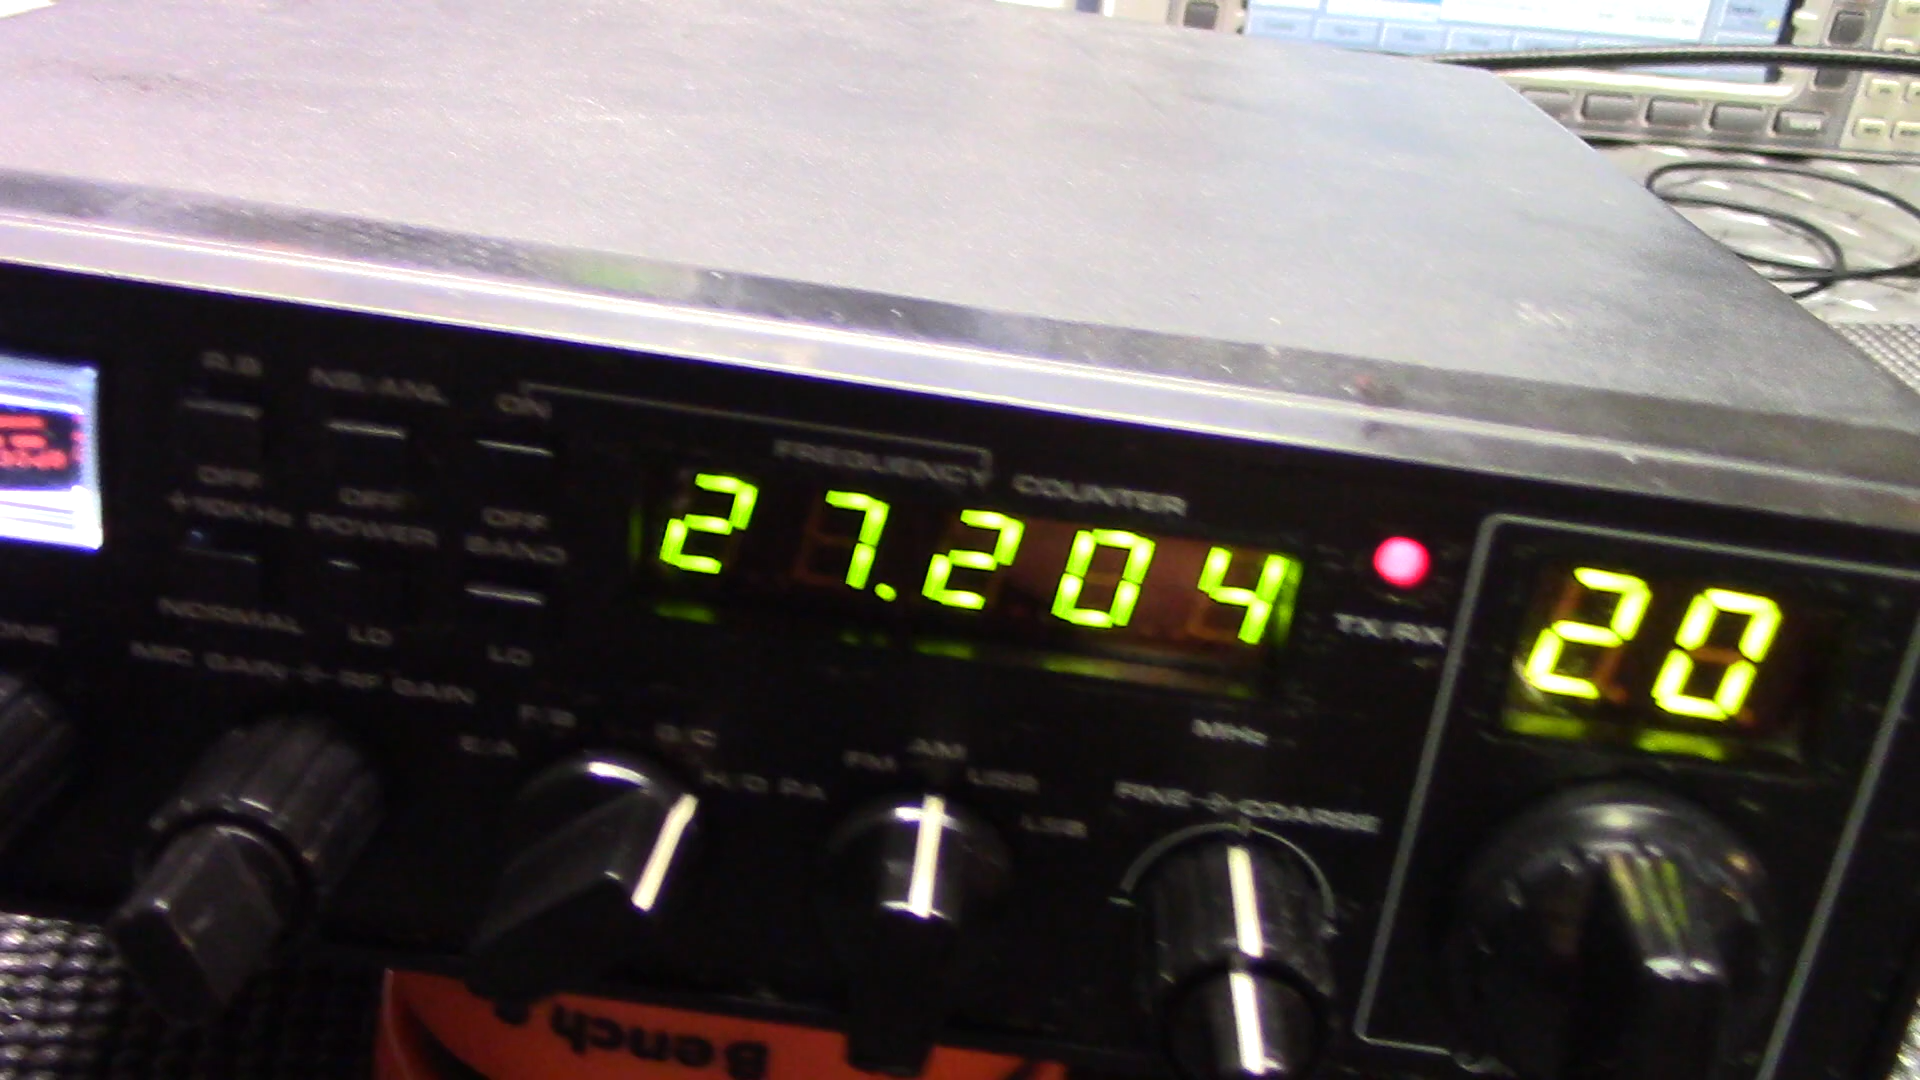 R.B NB/ANL ON
FREQUENCY COUNTER
OFF OFF OFF
+10KHz POWER BAND
27.204
20
TX/RX
NORMAL LO LO
MIC GAIN RF GAIN
MHz
AM
FM USB
LSB
FINE COARSE
Bench